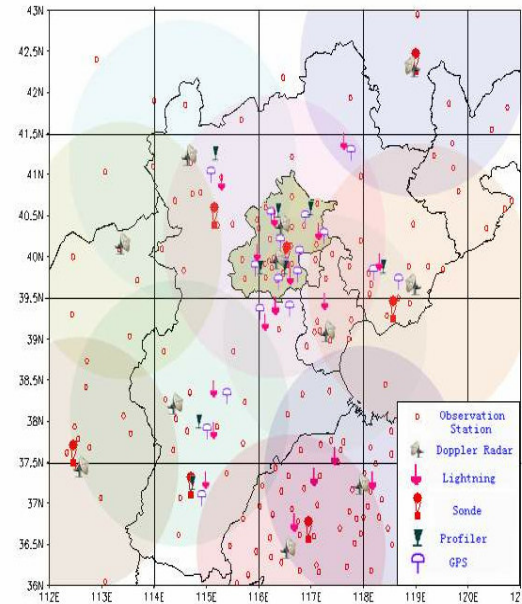 43N
42.5N
42N
41.5N
41N
40.5N
40N
39.5N
39N
38.5N
38N
37.5N
37N
36.5N
36N
Observation
Station
Doppler Radar
Lightning
Sonde
Profiler
GPS
112E 113E 114E 115E 116E 117E 118E 119E 120E